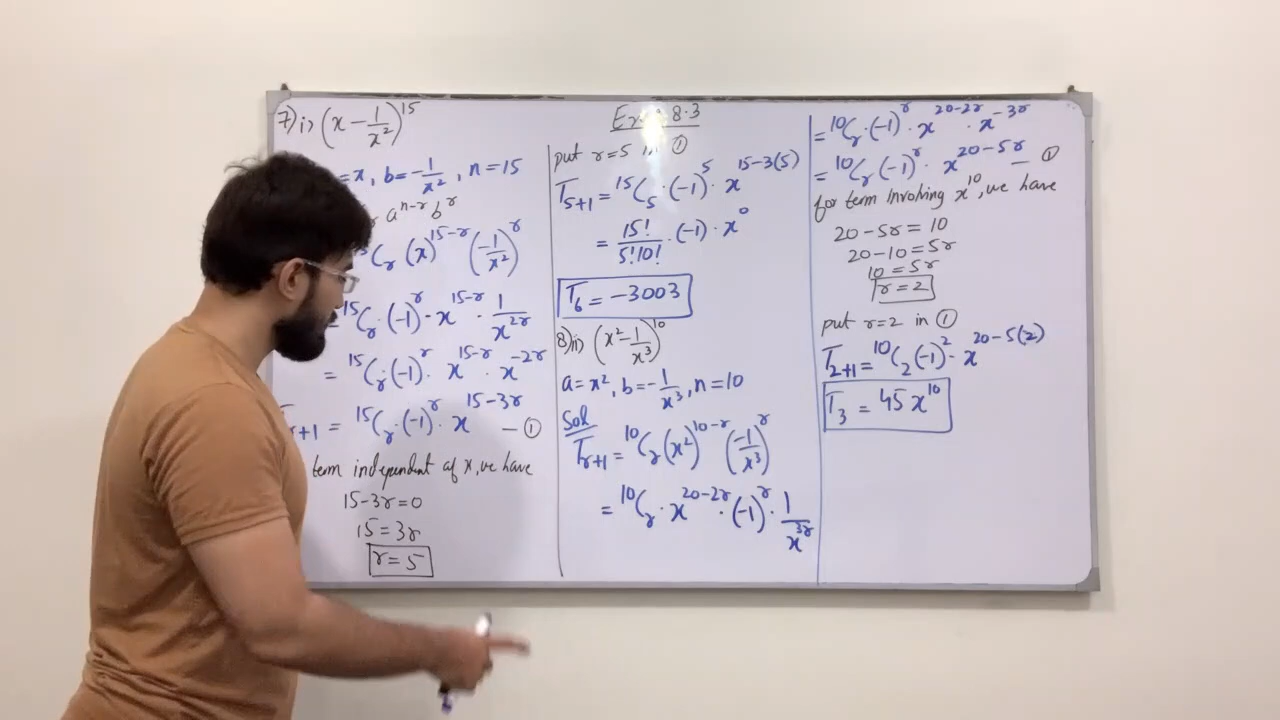 7) i> (x - 1/x²)^15
= x, b = -1/x², n = 15
a^(n-r) b^r
C_r (x)^(15-r) (-1/x²)^r
= ^15C_r · (-1)^r · x^(15-r) · 1/x^(2r)
= ^15C_r · (-1)^r · x^(15-r) · x^(-2r)
r+1 = ^15C_r · (-1)^r · x^(15-3r) — ①
term independent of x, we have
15-3r=0
15=3r
r=5
8.3
put r=5 in ①
T_(5+1) = ^15C_5 · (-1)^5 · x^(15-3(5))
= 15!/5!10! · (-1) · x^0
T_6 = -3003
8) ii) (x² - 1/x³)^10
a = x², b = -1/x³, n = 10
Sol
T_(r+1) = ^10C_r (x²)^(10-r) (-1/x³)^r
= ^10C_r · x^(20-2r) · (-1)^r · 1/x^(3r)
= ^10C_r · (-1)^r · x^(20-2r) · x^(-3r)
= ^10C_r (-1)^r · x^(20-5r) — ①
for term involving x^10, we have
20-5r = 10
20-10 = 5r
10 = 5r
r = 2
put r=2 in ①
T_(2+1) = ^10C_2 (-1)^2 · x^(20-5(2))
T_3 = 45 x^10